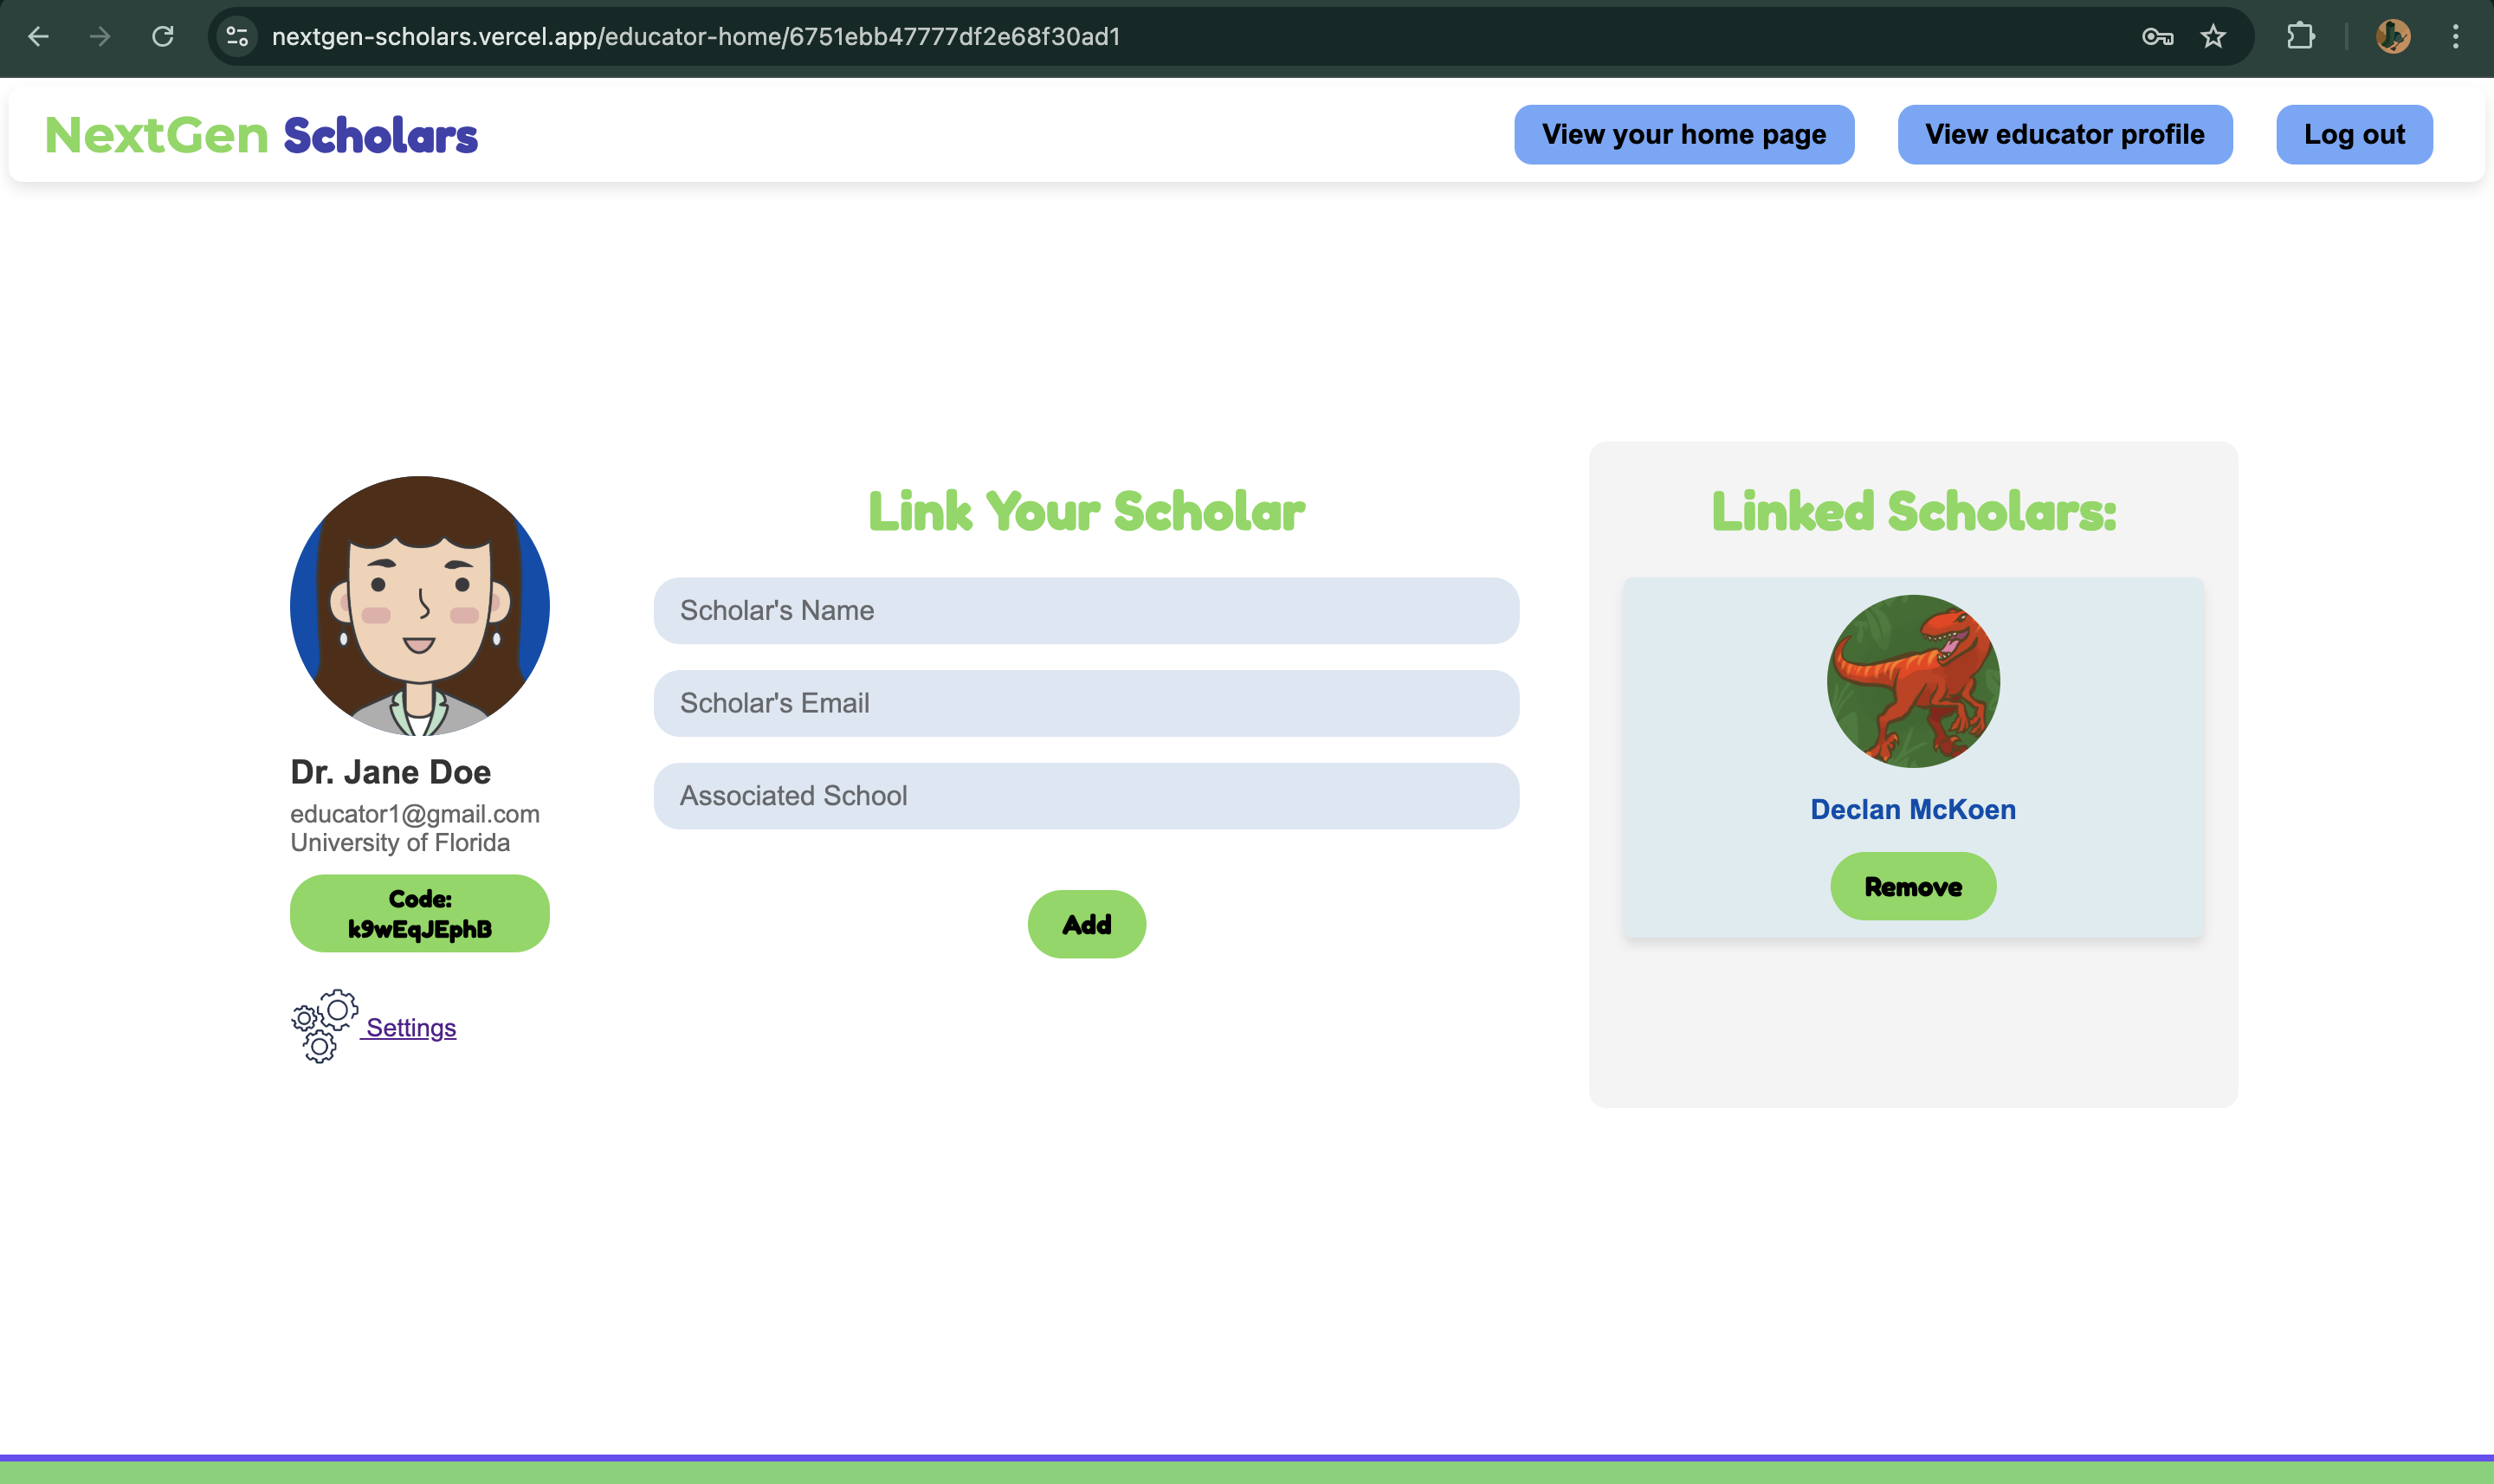 nextgen-scholars.vercel.app/educator-home/6751ebb47777df2e68f30ad1
NextGen Scholars
View your home page
View educator profile
Log out
Dr. Jane Doe
educator1@gmail.com
University of Florida
Code:
k9wEqJEphB
Settings
Link Your Scholar
Scholar's Name
Scholar's Email
Associated School
Add
Linked Scholars:
Declan McKoen
Remove